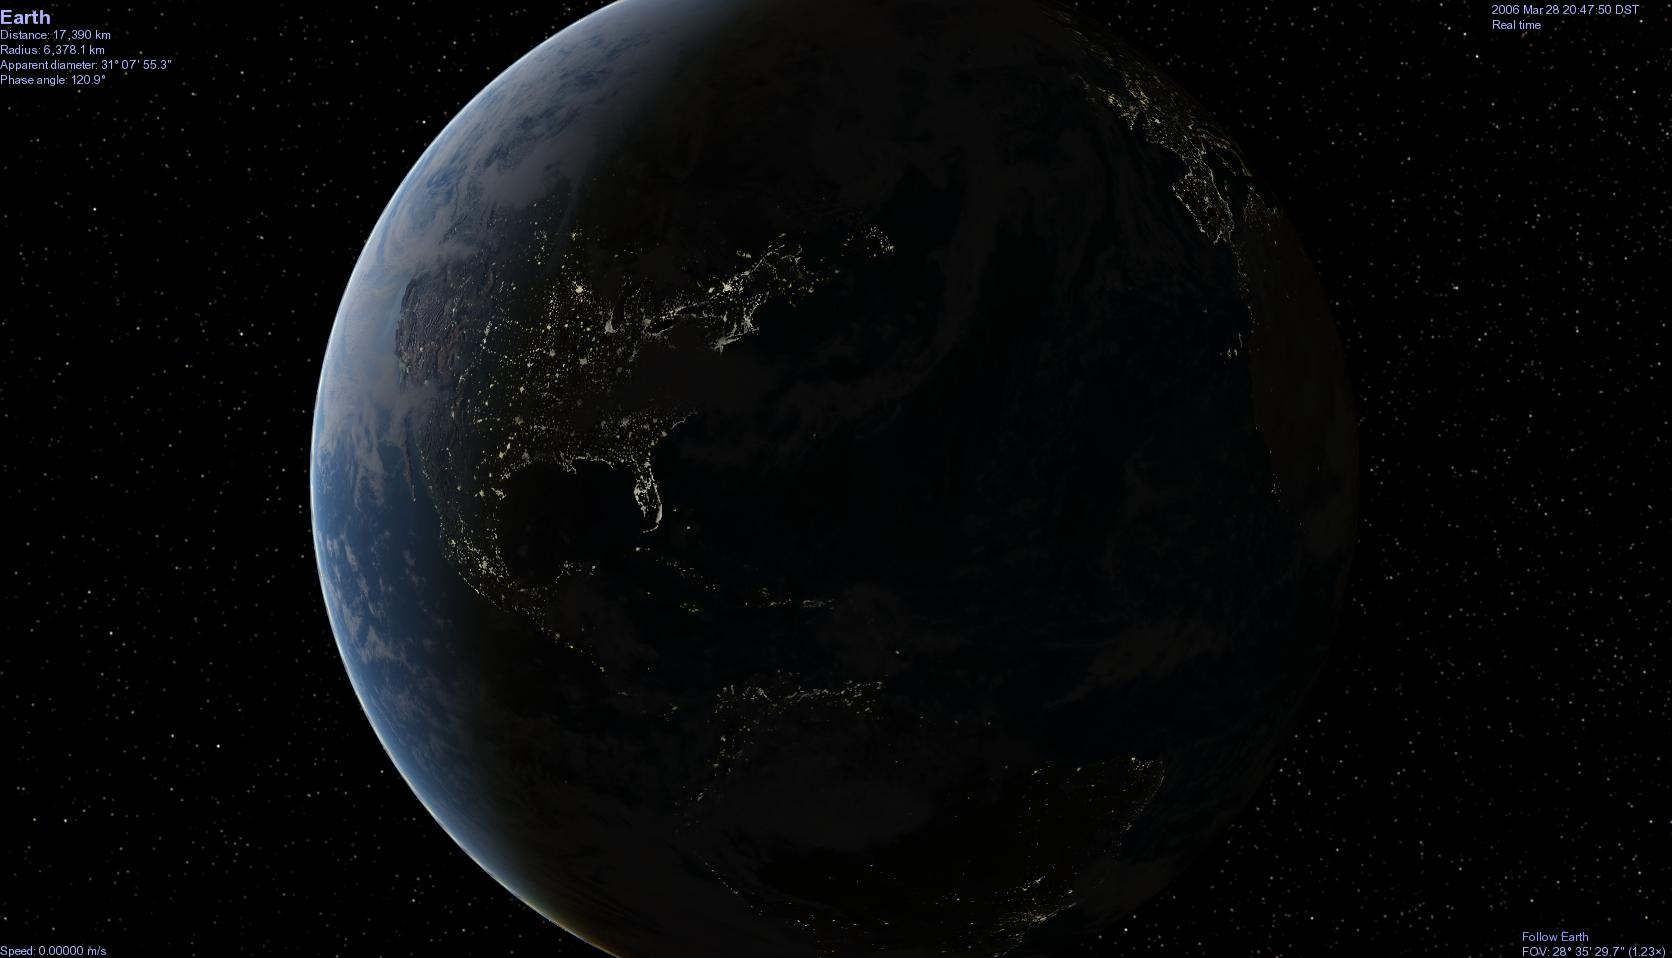 Earth
Distance: 17,390 km
Radius: 6,378.1 km
Apparent diameter: 31° 07' 55.3"
Phase angle: 120.9°
2006 Mar 28 20:47:50 DST
Real time
Speed: 0.00000 m/s
Follow Earth
FOV: 28° 35' 29.7" (1.23×)